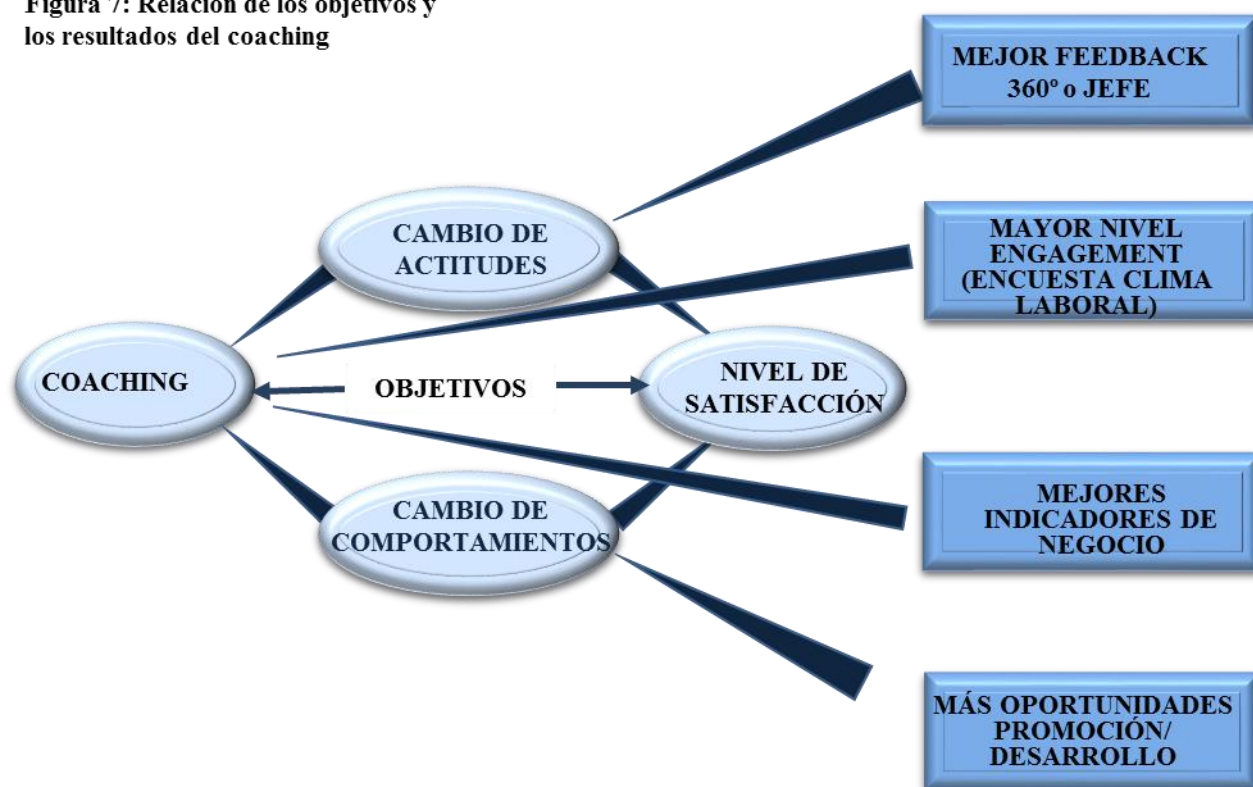 Figura 7: Relación de los objetivos y
los resultados del coaching
MEJOR FEEDBACK
360º o JEFE
CAMBIO DE
ACTITUDES
MAYOR NIVEL
ENGAGEMENT
(ENCUESTA CLIMA
LABORAL)
COACHING
OBJETIVOS
NIVEL DE
SATISFACCIÓN
CAMBIO DE
COMPORTAMIENTOS
MEJORES
INDICADORES DE
NEGOCIO
MÁS OPORTUNIDADES
PROMOCIÓN/
DESARROLLO